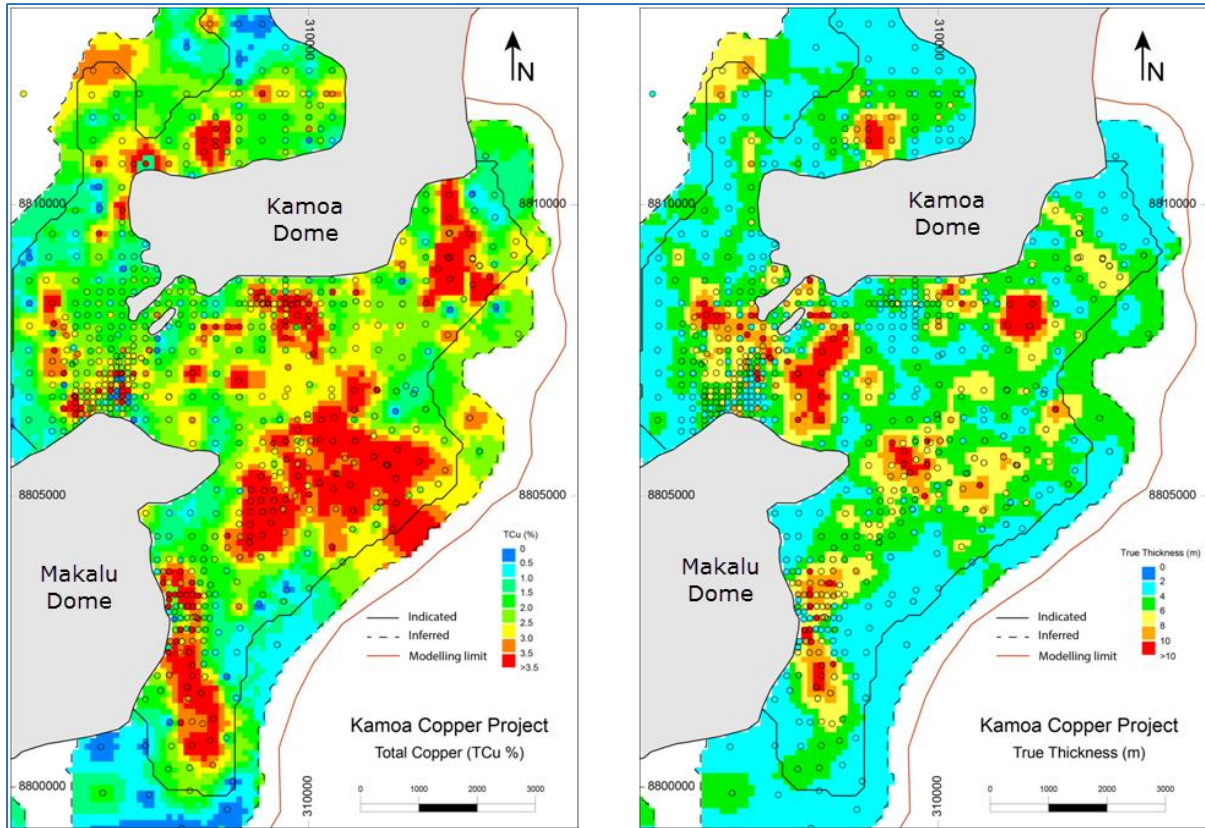 310000
N
Kamoa
Dome
8810000
8810000
8805000
8805000
Makalu
Dome
TCu (%)
0
0.5
1.0
1.5
2.0
2.5
3.0
3.5
>3.5
Indicated
Inferred
Modelling limit
Kamoa Copper Project
Total Copper (TCu %)
8800000
310000
0
1000
2000
3000
310000
N
Kamoa
Dome
8810000
8810000
8805000
8805000
Makalu
Dome
True Thickness (m)
0
2
4
6
8
10
>10
Indicated
Inferred
Modelling limit
Kamoa Copper Project
True Thickness (m)
8800000
310000
0
1000
2000
3000